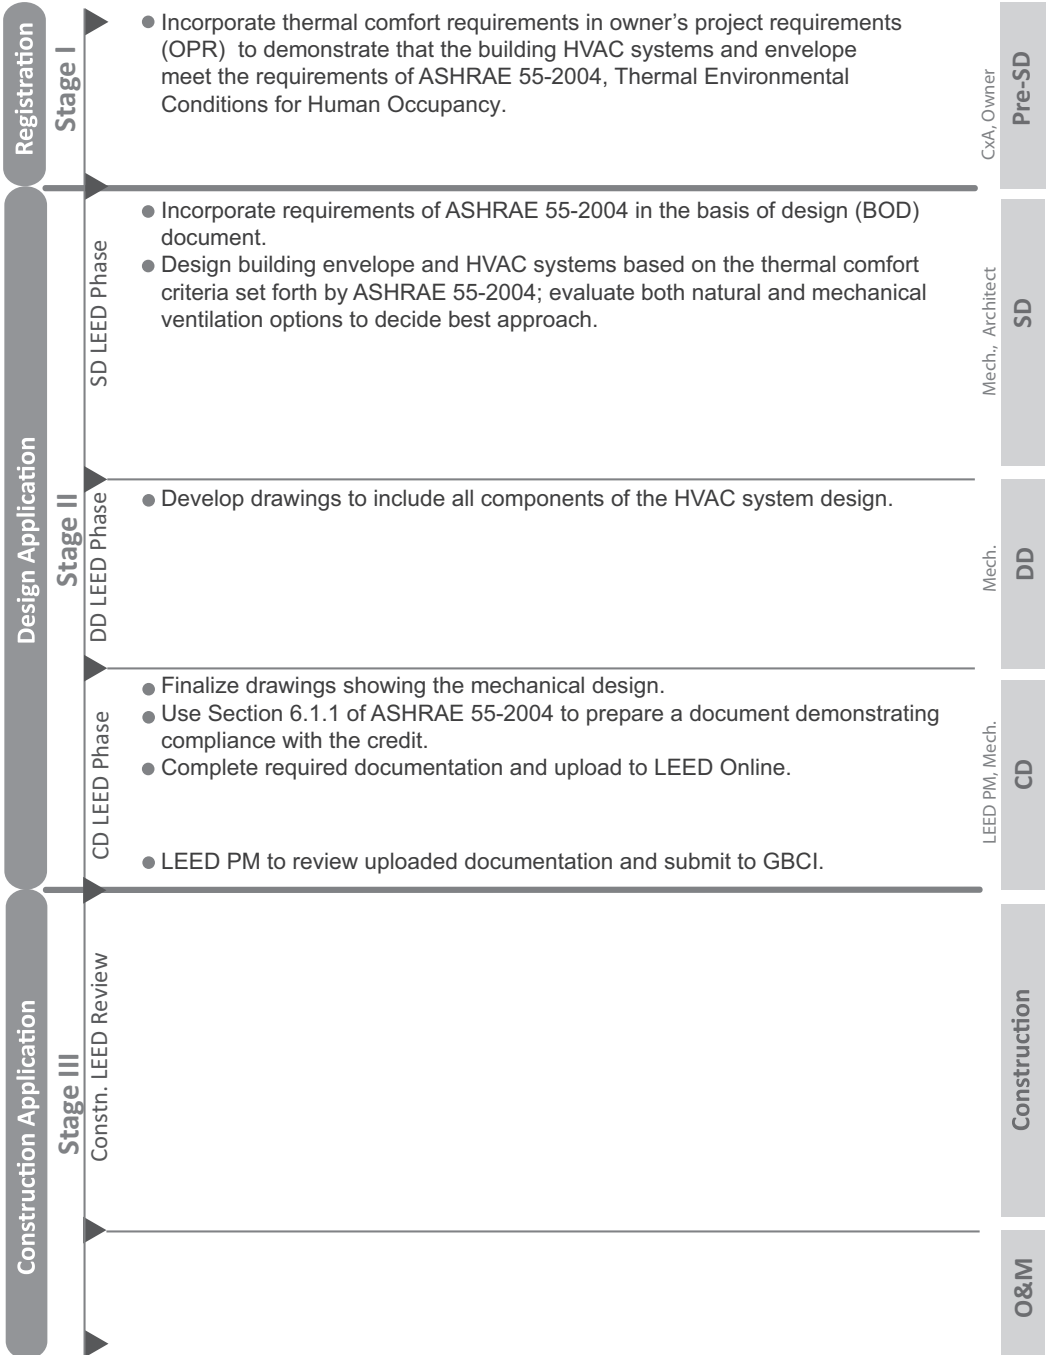 Registration
Stage I
● Incorporate thermal comfort requirements in owner’s project requirements
(OPR) to demonstrate that the building HVAC systems and envelope
meet the requirements of ASHRAE 55-2004, Thermal Environmental
Conditions for Human Occupancy.
CxA, Owner
Pre-SD
Design Application
Stage II
SD LEED Phase
● Incorporate requirements of ASHRAE 55-2004 in the basis of design (BOD)
document.
● Design building envelope and HVAC systems based on the thermal comfort
criteria set forth by ASHRAE 55-2004; evaluate both natural and mechanical
ventilation options to decide best approach.
Mech., Architect
SD
DD LEED Phase
● Develop drawings to include all components of the HVAC system design.
Mech.
DD
CD LEED Phase
● Finalize drawings showing the mechanical design.
● Use Section 6.1.1 of ASHRAE 55-2004 to prepare a document demonstrating
compliance with the credit.
● Complete required documentation and upload to LEED Online.
● LEED PM to review uploaded documentation and submit to GBCI.
LEED PM, Mech.
CD
Construction Application
Stage III
Constn. LEED Review
Construction
O&M